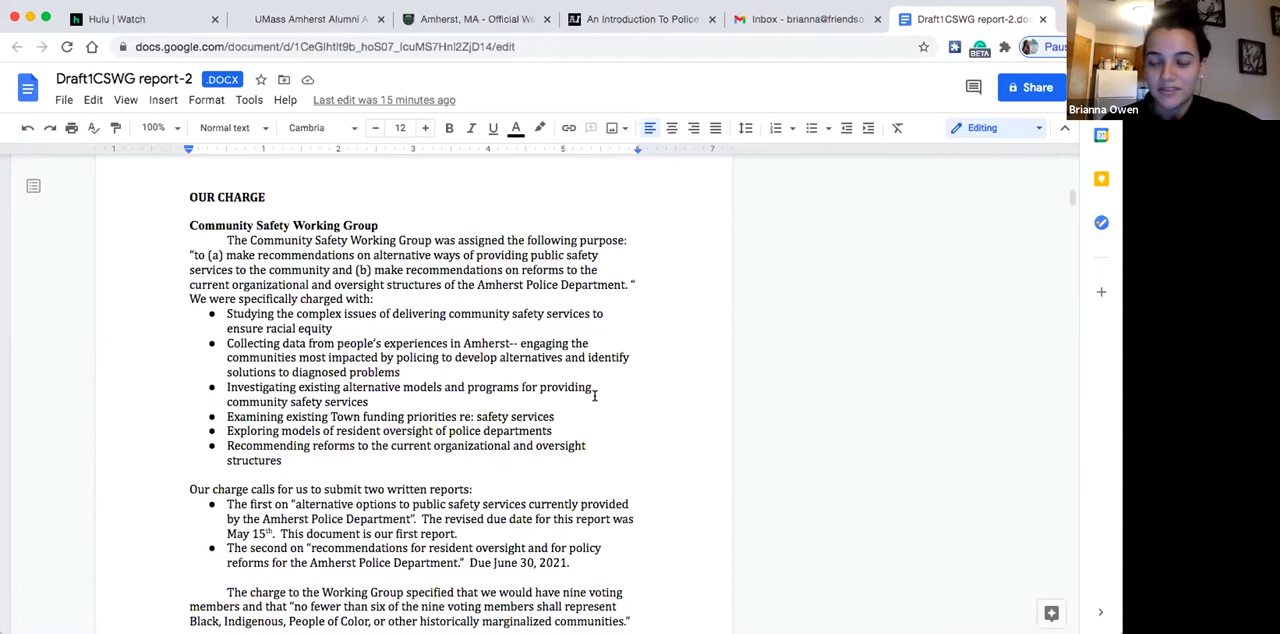 Hulu | Watch
UMass Amherst Alumni A
Amherst, MA - Official We
An Introduction To Police
Inbox - brianna@friendso
Draft1CSWG report-2.doc
docs.google.com/document/d/1CeGlhtIt9b_hoS07_lcuMS7Hnl2ZjD14/edit
BETA
Pau
Brianna Owen
Draft1CSWG report-2 .DOCX
File Edit View Insert Format Tools Help Last edit was 15 minutes ago
Share
100% Normal text Cambria 12 B I U A Editing
1 1 2 3 4 5 7
31
OUR CHARGE
Community Safety Working Group
The Community Safety Working Group was assigned the following purpose:
“to (a) make recommendations on alternative ways of providing public safety
services to the community and (b) make recommendations on reforms to the
current organizational and oversight structures of the Amherst Police Department. “
We were specifically charged with:
● Studying the complex issues of delivering community safety services to
ensure racial equity
● Collecting data from people’s experiences in Amherst-- engaging the
communities most impacted by policing to develop alternatives and identify
solutions to diagnosed problems
● Investigating existing alternative models and programs for providing
community safety services
● Examining existing Town funding priorities re: safety services
● Exploring models of resident oversight of police departments
● Recommending reforms to the current organizational and oversight
structures
Our charge calls for us to submit two written reports:
● The first on “alternative options to public safety services currently provided
by the Amherst Police Department”. The revised due date for this report was
May 15th. This document is our first report.
● The second on “recommendations for resident oversight and for policy
reforms for the Amherst Police Department.” Due June 30, 2021.
The charge to the Working Group specified that we would have nine voting
members and that “no fewer than six of the nine voting members shall represent
Black, Indigenous, People of Color, or other historically marginalized communities.”